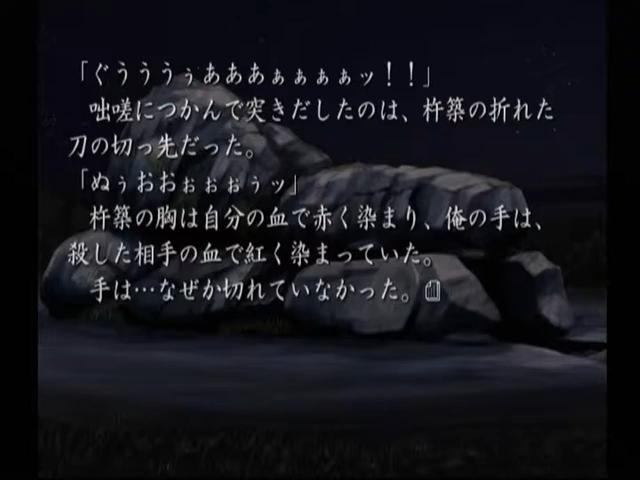 「ぐうううぅあああぁぁぁぁッ！！」
　咄嗟につかんで突きだしたのは、杵築の折れた
刀の切っ先だった。
「ぬぅおおぉぉぉぅッ」
　杵築の胸は自分の血で赤く染まり、俺の手は、
殺した相手の血で紅く染まっていた。
　手は…なぜか切れていなかった。